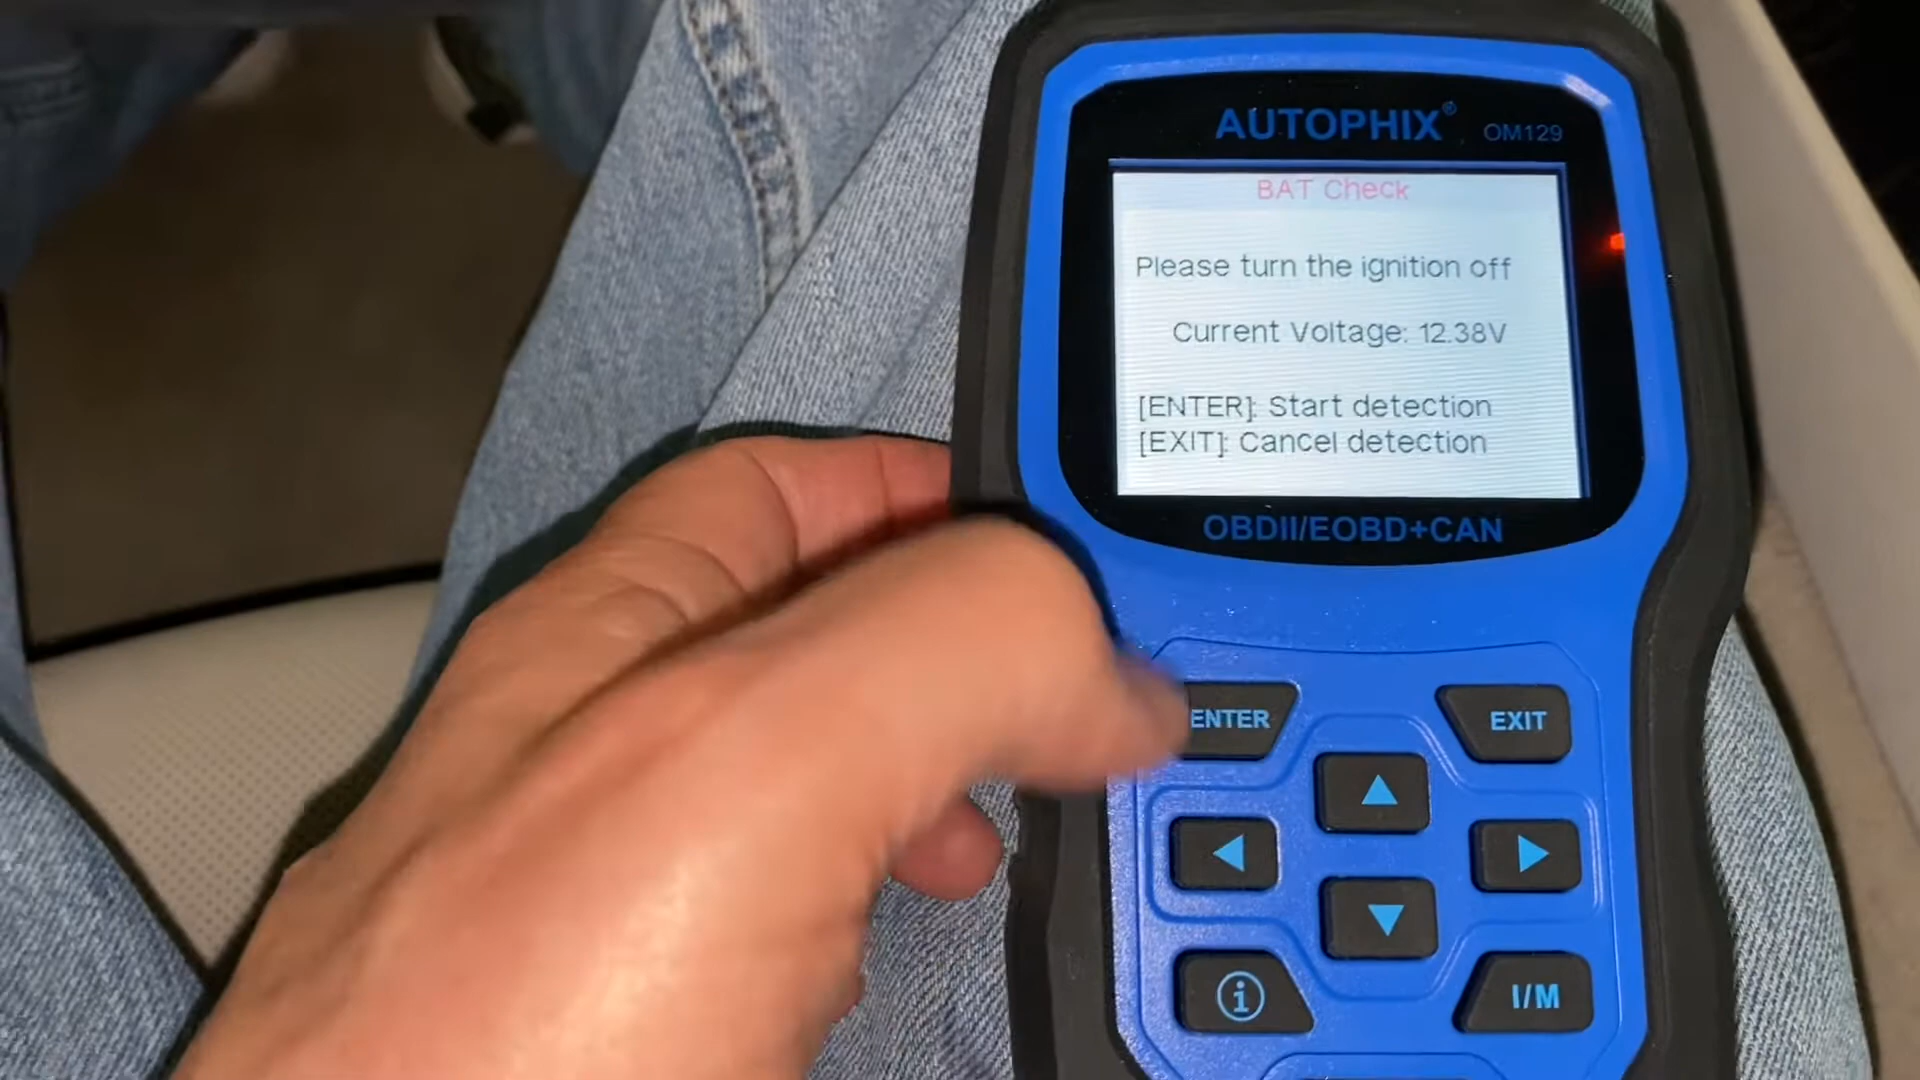 AUTOPHIX® OM129
BAT Check
Please turn the ignition off
Current Voltage: 12.38V
[ENTER]: Start detection
[EXIT]: Cancel detection
OBDII/EOBD+CAN
ENTER
EXIT
i
I/M